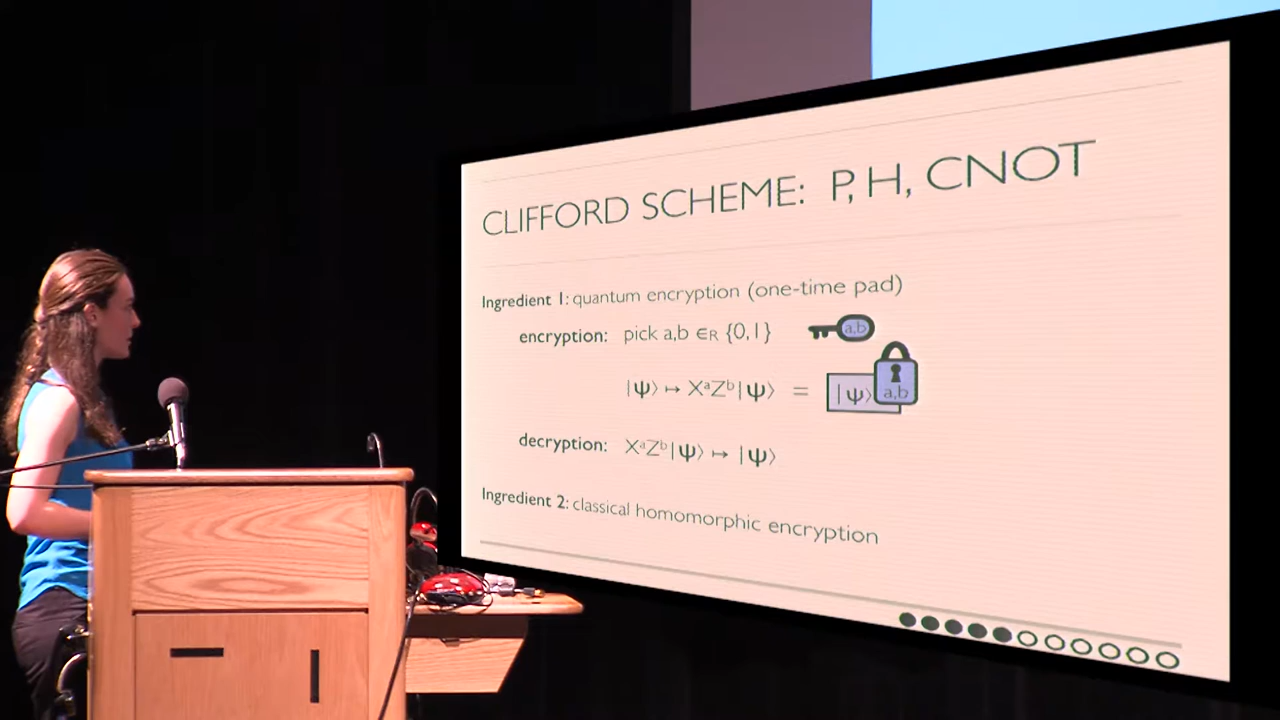 CLIFFORD SCHEME: P, H, CNOT
Ingredient 1: quantum encryption (one-time pad)
encryption: pick a,b ∈R {0,1} a,b
|ψ⟩ ↦ XᵃZᵇ|ψ⟩ = |ψ⟩ a,b
decryption: XᵃZᵇ|ψ⟩ ↦ |ψ⟩
Ingredient 2: classical homomorphic encryption